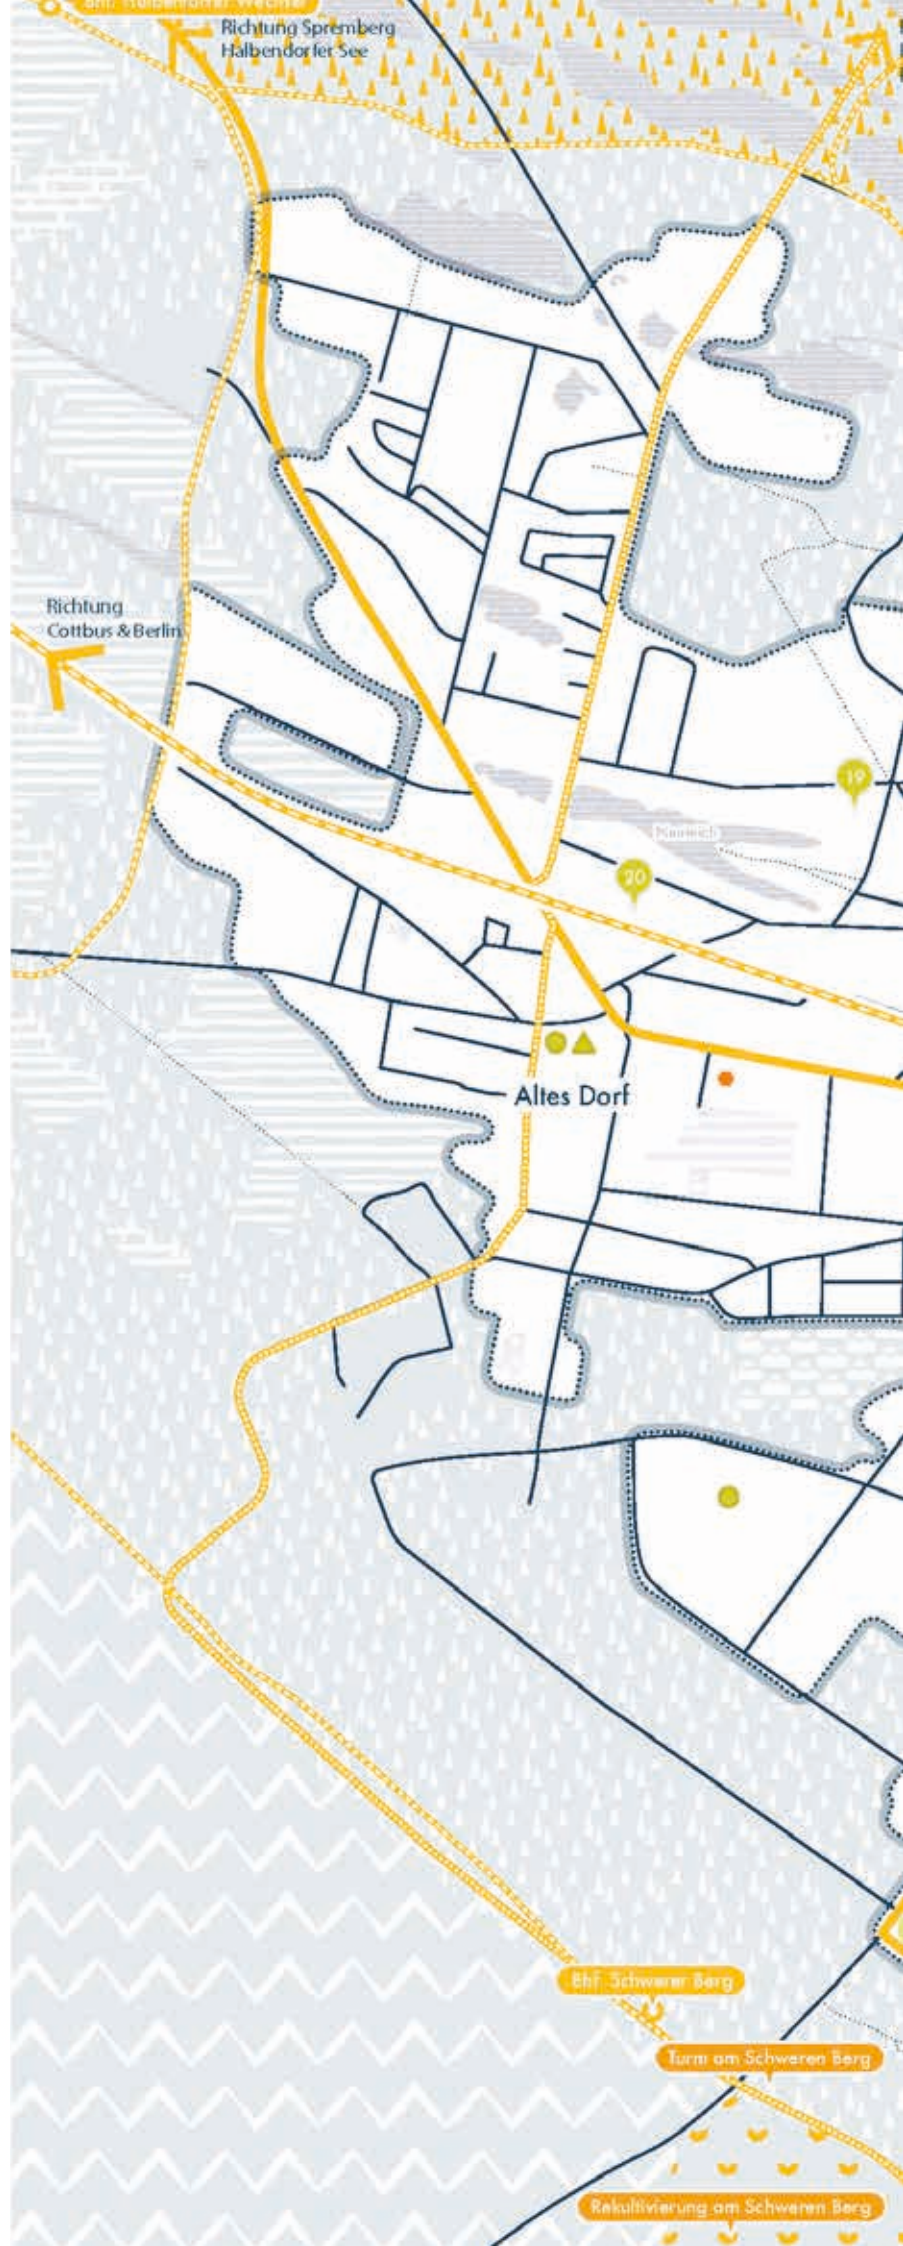 Richtung Spremberg
Halbendorfer See
Richtung
Cottbus & Berlin
19
20
Altes Dorf
Bhf. Schwerer Berg
Turm am Schweren Berg
Rekultivierung am Schweren Berg